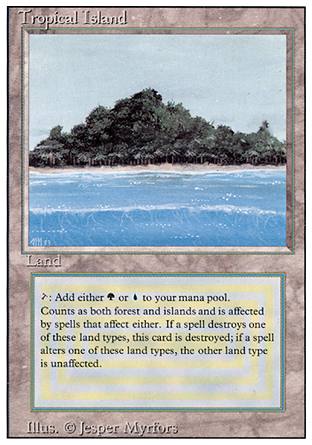 Tropical Island
Land
: Add either or to your mana pool.
Counts as both forest and islands and is affected
by spells that affect either. If a spell destroys one
of these land types, this card is destroyed; if a spell
alters one of these land types, the other land type
is unaffected.
Illus. © Jesper Myrfors